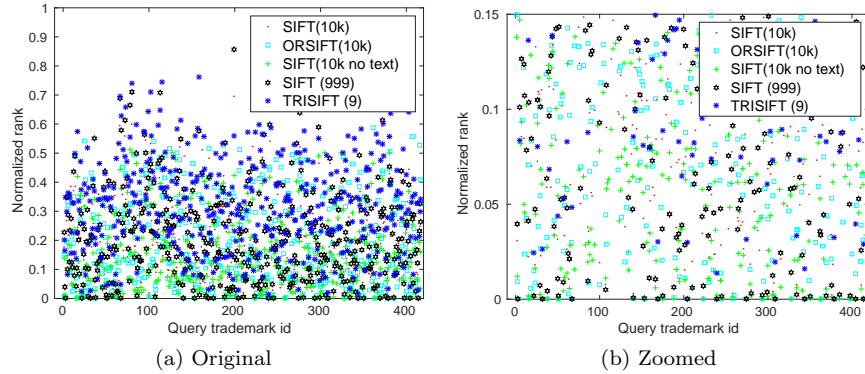 1
0.9
0.8
0.7
0.6
0.5
0.4
0.3
0.2
0.1
0
Normalized rank
0 100 200 300 400
Query trademark id
SIFT(10k)
ORSIFT(10k)
SIFT(10k no text)
SIFT (999)
TRISIFT (9)
(a) Original
0.15
0.1
0.05
0
Normalized rank
0 100 200 300 400
Query trademark id
SIFT(10k)
ORSIFT(10k)
SIFT(10k no text)
SIFT (999)
TRISIFT (9)
(b) Zoomed